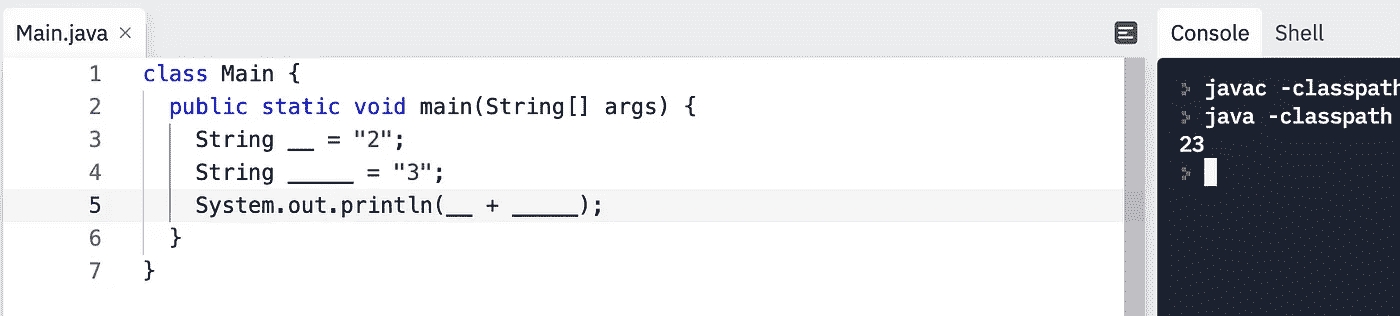 Main.java ×
1 class Main {
2 public static void main(String[] args) {
3 String __ = "2";
4 String _____ = "3";
5 System.out.println(__ + _____);
6 }
7 }
Console Shell
javac -classpath
java -classpath
23